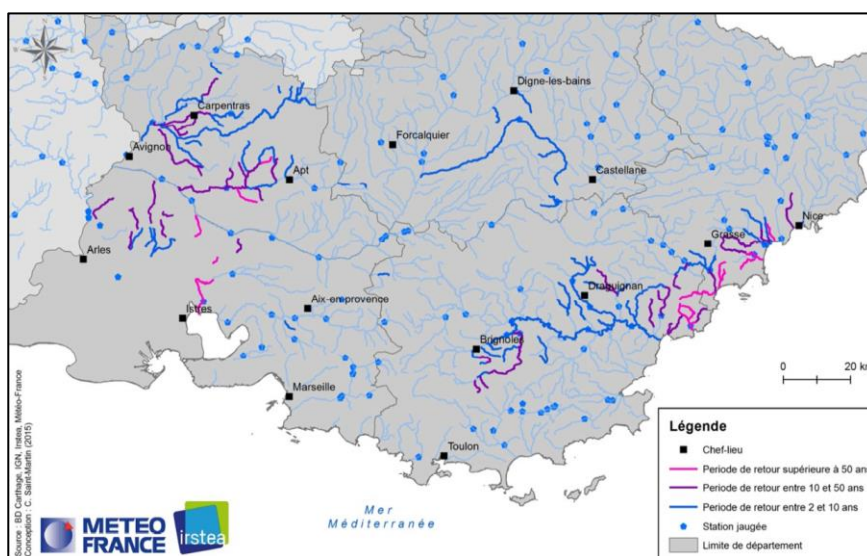 Digne-les-bains
Carpentras
Forcalquier
Avignon
Apt
Castellane
Nice
Grasse
Arles
Draguignan
Aix-en-provence
Istres
Brignoles
0 20 km
Marseille
Toulon
Mer
Méditerranée
Légende
Chef-lieu
Periode de retour supérieure à 50 ans
Periode de retour entre 10 et 50 ans
Periode de retour entre 2 et 10 ans
Station jaugée
Limite de département
Source : BD Carthage, IGN, Irstea, Météo-France
Conception : C. Saint-Martin (2015)
METEO
FRANCE
irstea